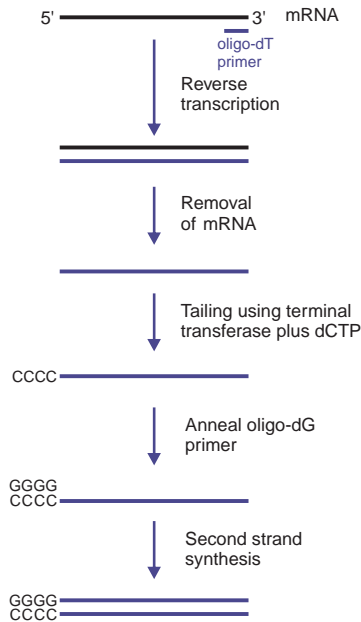 5' 3' mRNA
oligo-dT
primer
Reverse
transcription
Removal
of mRNA
Tailing using terminal
transferase plus dCTP
CCCC
Anneal oligo-dG
primer
GGGG
CCCC
Second strand
synthesis
GGGG
CCCC